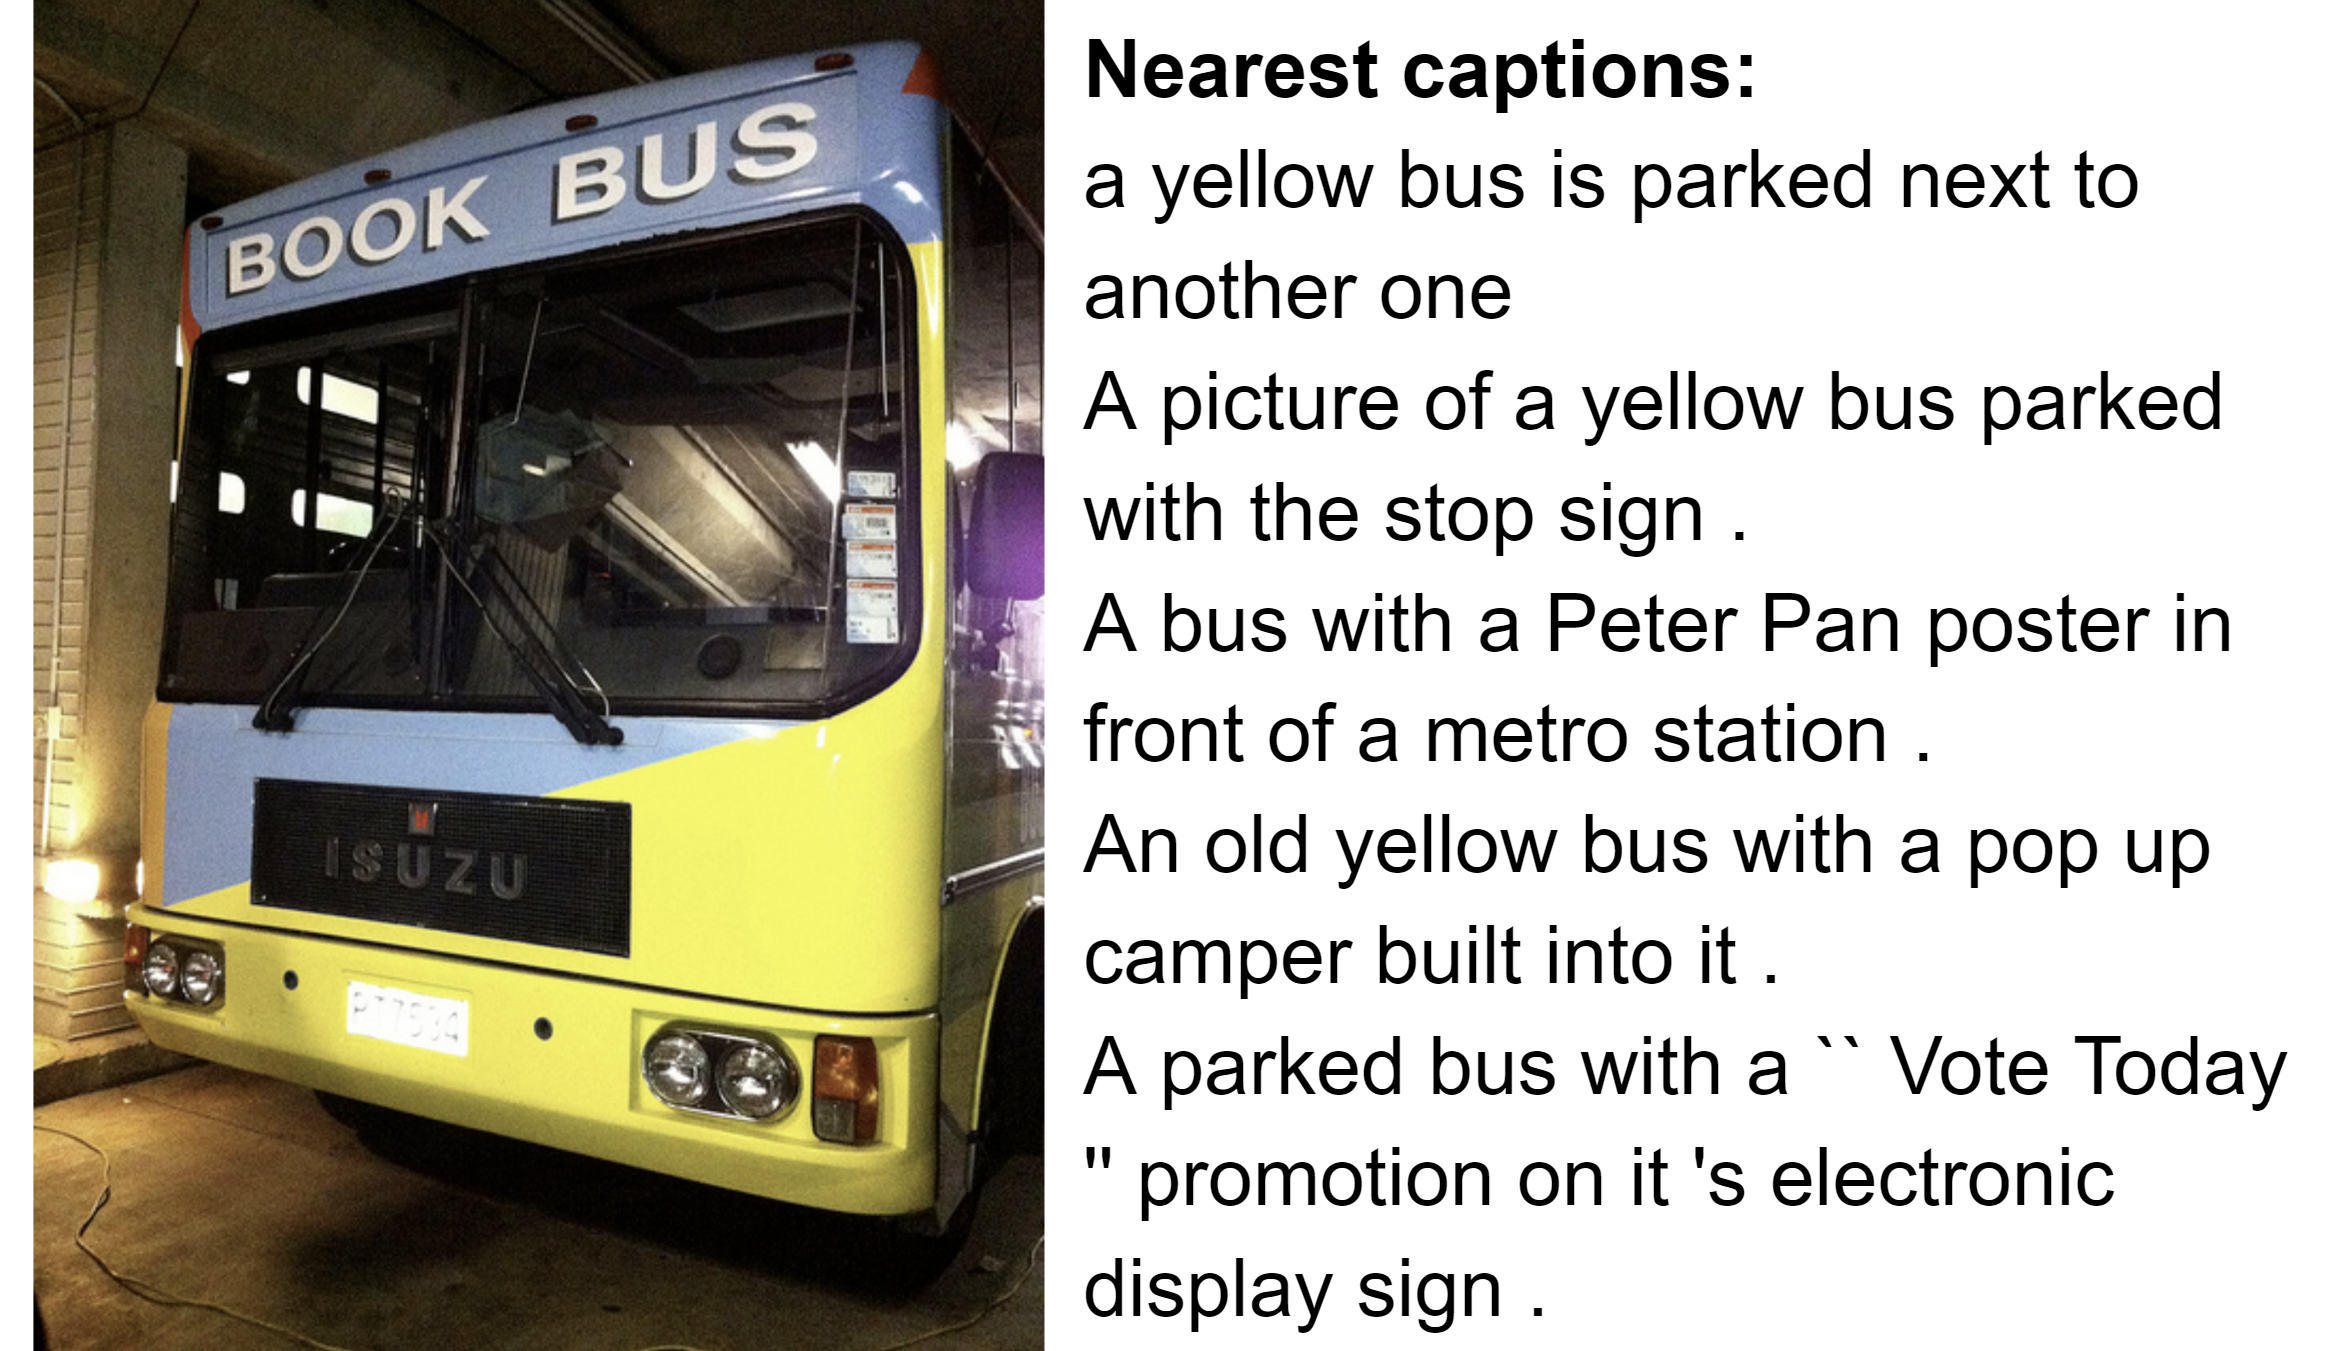 BOOK BUS
ISUZU
PT7534
Nearest captions:
a yellow bus is parked next to
another one
A picture of a yellow bus parked
with the stop sign .
A bus with a Peter Pan poster in
front of a metro station .
An old yellow bus with a pop up
camper built into it .
A parked bus with a `` Vote Today
'' promotion on it 's electronic
display sign .